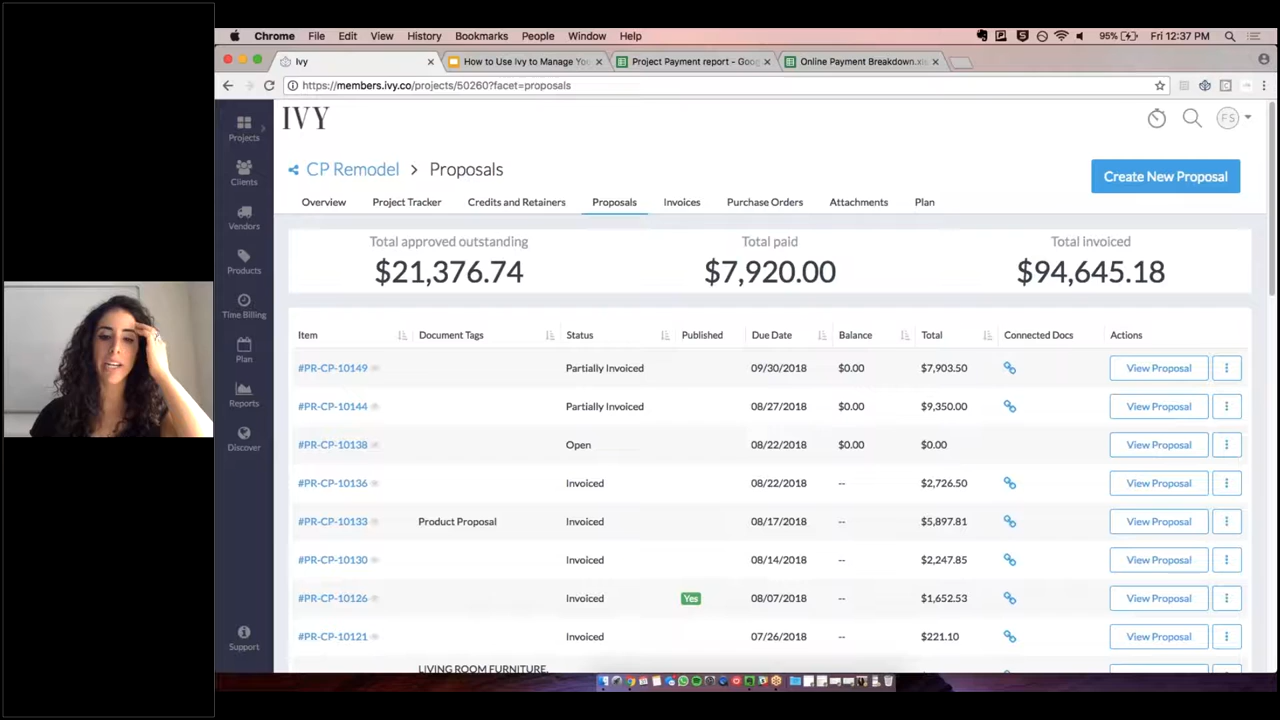 Chrome File Edit View History Bookmarks People Window Help 95% Fri 12:37 PM
Ivy × How to Use Ivy to Manage You × Project Payment report - Goog × Online Payment Breakdown.xls ×
https://members.ivy.co/projects/50260?facet=proposals
IVY FS
Projects
Clients
Vendors
Products
Time Billing
Plan
Reports
Discover
Support
CP Remodel > Proposals
Create New Proposal
Overview Project Tracker Credits and Retainers Proposals Invoices Purchase Orders Attachments Plan
Total approved outstanding Total paid Total invoiced
$21,376.74 $7,920.00 $94,645.18
Item Document Tags Status Published Due Date Balance Total Connected Docs Actions
#PR-CP-10149 Partially Invoiced 09/30/2018 $0.00 $7,903.50 View Proposal
#PR-CP-10144 Partially Invoiced 08/27/2018 $0.00 $9,350.00 View Proposal
#PR-CP-10138 Open 08/22/2018 $0.00 $0.00 View Proposal
#PR-CP-10136 Invoiced 08/22/2018 -- $2,726.50 View Proposal
#PR-CP-10133 Product Proposal Invoiced 08/17/2018 -- $5,897.81 View Proposal
#PR-CP-10130 Invoiced 08/14/2018 -- $2,247.85 View Proposal
#PR-CP-10126 Invoiced Yes 08/07/2018 -- $1,652.53 View Proposal
#PR-CP-10121 Invoiced 07/26/2018 -- $221.10 View Proposal
LIVING ROOM FURNITURE,